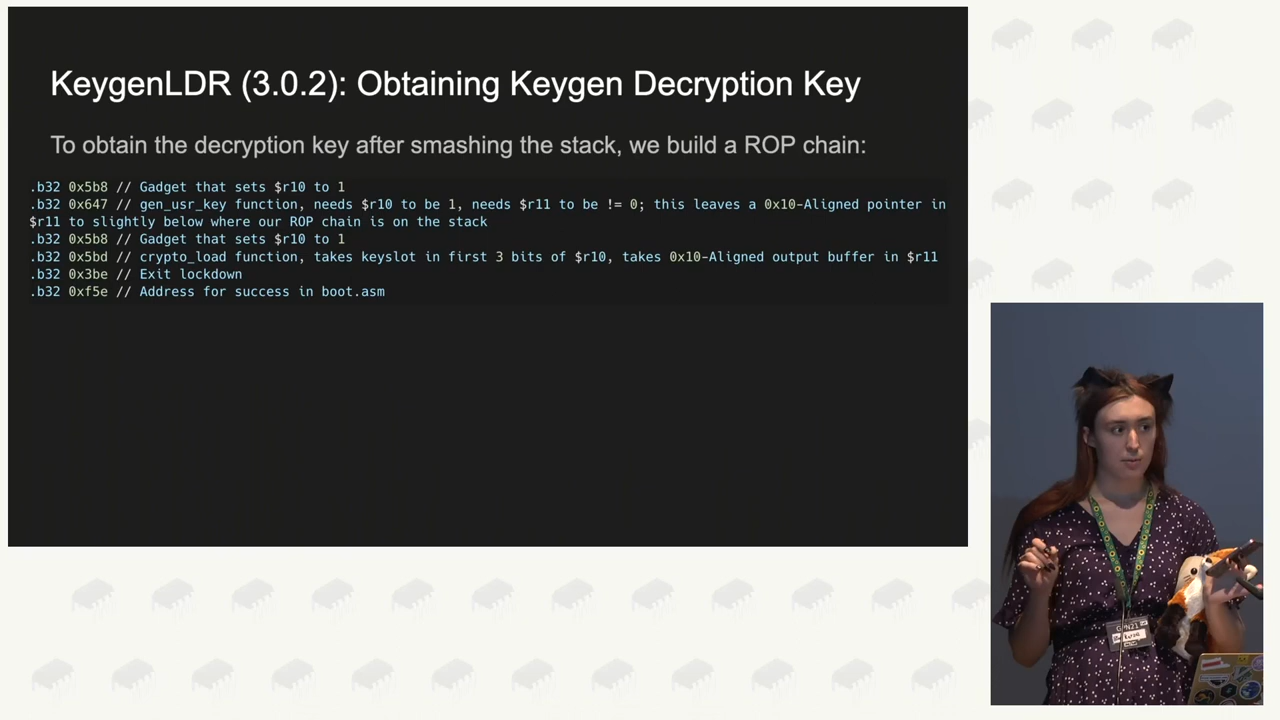 KeygenLDR (3.0.2): Obtaining Keygen Decryption Key
To obtain the decryption key after smashing the stack, we build a ROP chain:
.b32 0x5b8 // Gadget that sets $r10 to 1
.b32 0x647 // gen_usr_key function, needs $r10 to be 1, needs $r11 to be != 0; this leaves a 0x10-Aligned pointer in
$r11 to slightly below where our ROP chain is on the stack
.b32 0x5b8 // Gadget that sets $r10 to 1
.b32 0x5bd // crypto_load function, takes keyslot in first 3 bits of $r10, takes 0x10-Aligned output buffer in $r11
.b32 0x3be // Exit lockdown
.b32 0xf5e // Address for success in boot.asm
GPN21